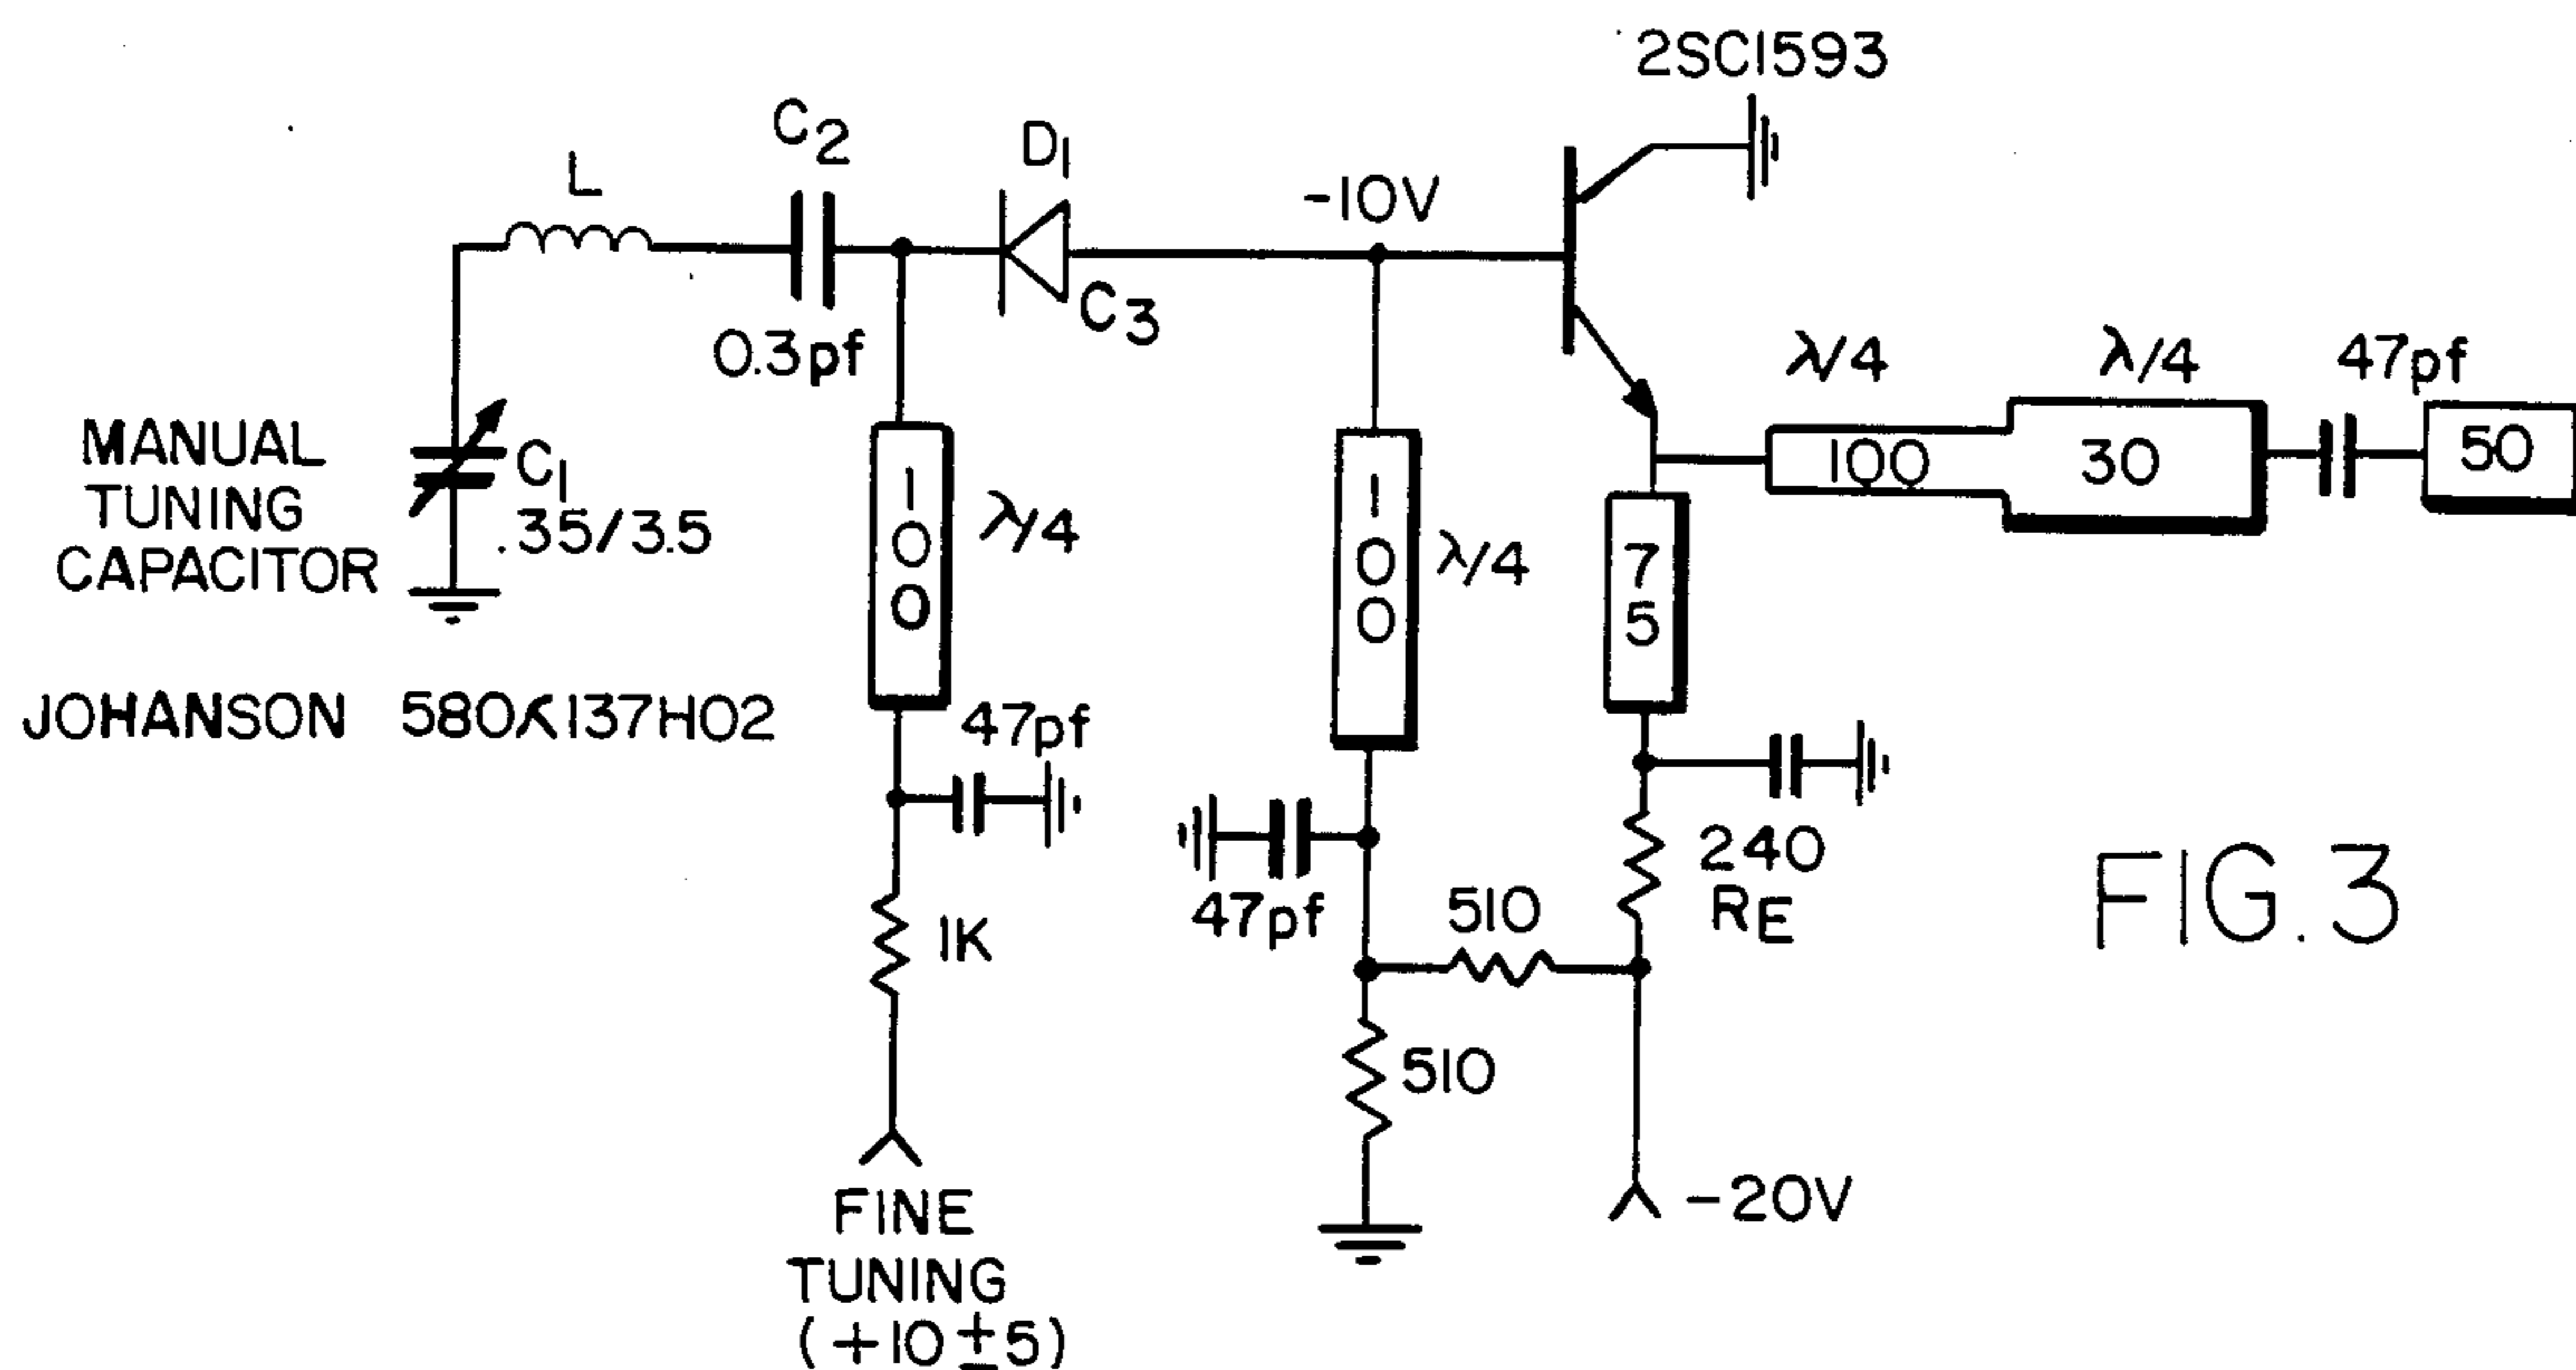 2SC1593
C2
D1
L
-10V
C3
0.3pf
λ/4
λ/4
47pf
MANUAL
TUNING
CAPACITOR
C1
.35/3.5
100
30
50
100
λ/4
100
λ/4
75
JOHANSON 580 137H02
47pf
240
RE
47pf
510
1K
FIG. 3
510
FINE
TUNING
(+10 ± 5)
-20V